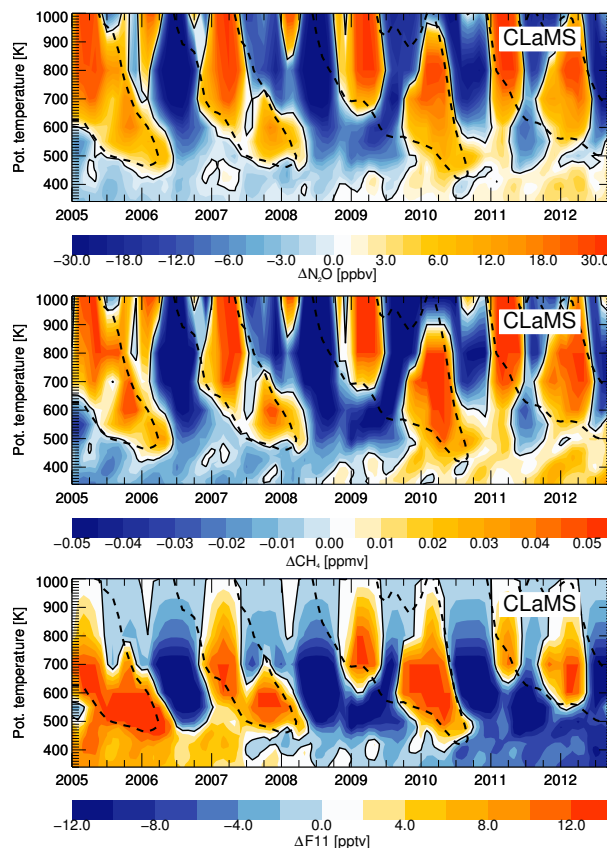 1000
900
800
700
600
500
400
Pot. temperature [K]
CLaMS
2005 2006 2007 2008 2009 2010 2011 2012
−30.0 −18.0 −12.0 −6.0 −3.0 0.0 3.0 6.0 12.0 18.0 30.0
ΔN₂O [ppbv]
1000
900
800
700
600
500
400
Pot. temperature [K]
CLaMS
2005 2006 2007 2008 2009 2010 2011 2012
−0.05 −0.04 −0.03 −0.02 −0.01 0.00 0.01 0.02 0.03 0.04 0.05
ΔCH₄ [ppmv]
1000
900
800
700
600
500
400
Pot. temperature [K]
CLaMS
2005 2006 2007 2008 2009 2010 2011 2012
−12.0 −8.0 −4.0 0.0 4.0 8.0 12.0
ΔF11 [pptv]